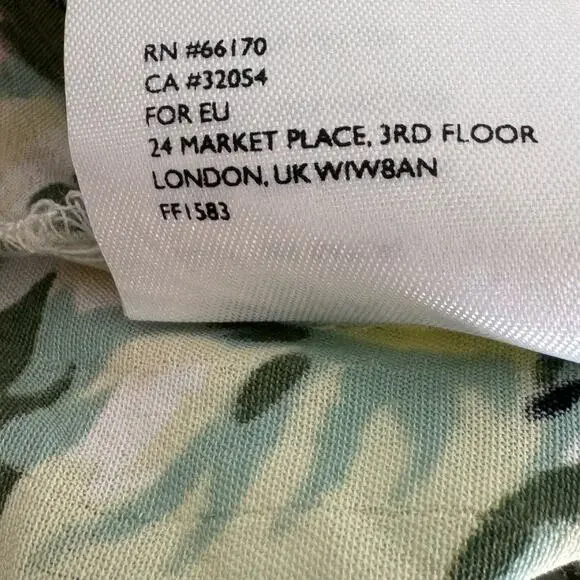 RN #66170
CA #32054
FOR EU
24 MARKET PLACE, 3RD FLOOR
LONDON, UK W1W8AN
FF1583